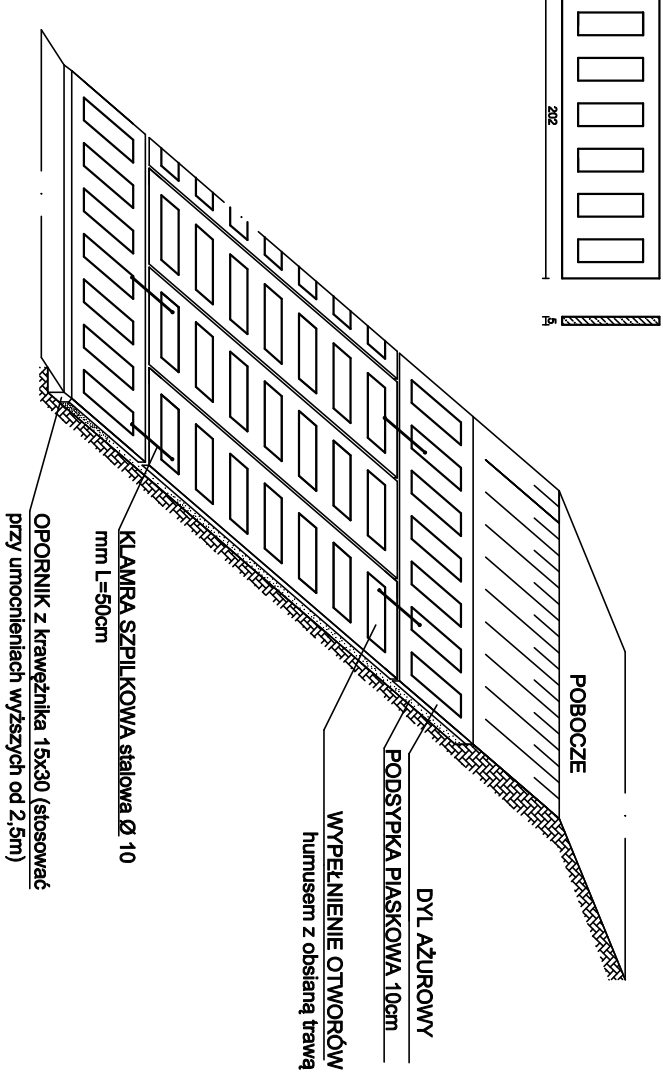 202
5
POBOCZE
DYL AŻUROWY
PODSYPKA PIASKOWA 10cm
WYPEŁNIENIE OTWORÓW
humusem z obsianą trawą
KLAMRA SZPILKOWA stalowa Ø 10
mm L=50cm
OPORNIK z krawężnika 15x30 (stosować
przy umocnieniach wyższych od 2,5m)